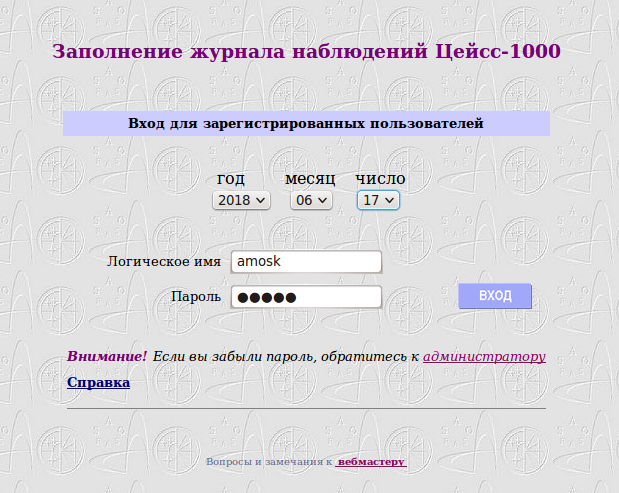 Заполнение журнала наблюдений Цейсс-1000
Вход для зарегистрированных пользователей
год месяц число
2018 06 17
Логическое имя amosk
Пароль ●●●●●
ВХОД
Внимание! Если вы забыли пароль, обратитесь к администратору
Справка
Вопросы и замечания к вебмастеру